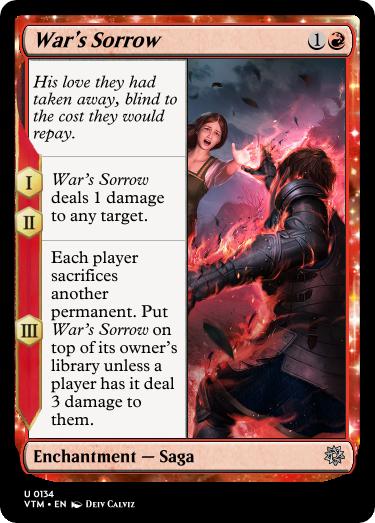 War's Sorrow 1
His love they had
taken away, blind to
the cost they would
repay.
I
War's Sorrow
deals 1 damage
to any target.
II
Each player
sacrifices
another
permanent. Put
War's Sorrow on
top of its owner's
library unless a
player has it deal
3 damage to
them.
III
Enchantment — Saga
U 0134
VTM • EN Deiv Calviz